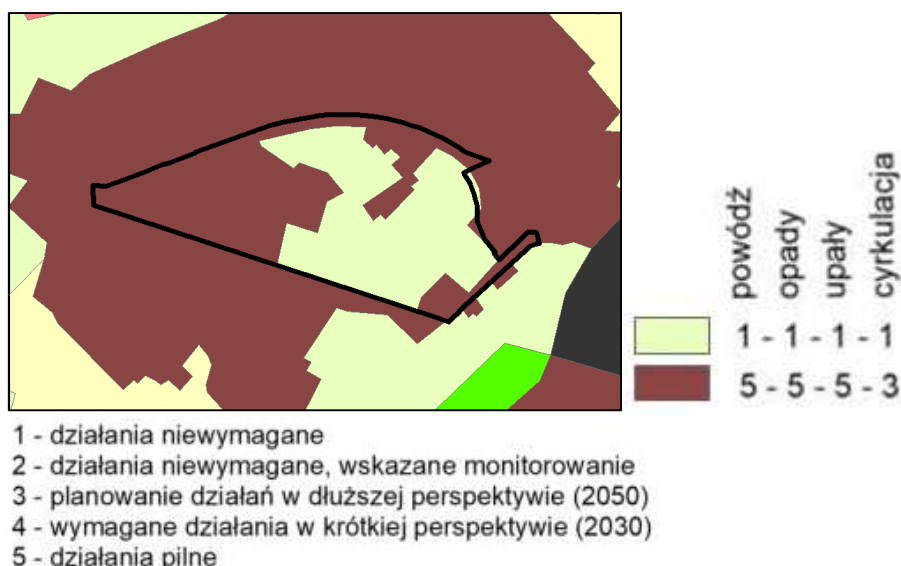 powódź
opady
upały
cyrkulacja
1 - 1 - 1 - 1
5 - 5 - 5 - 3
1 - działania niewymagane
2 - działania niewymagane, wskazane monitorowanie
3 - planowanie działań w dłuższej perspektywie (2050)
4 - wymagane działania w krótkiej perspektywie (2030)
5 - działania pilne